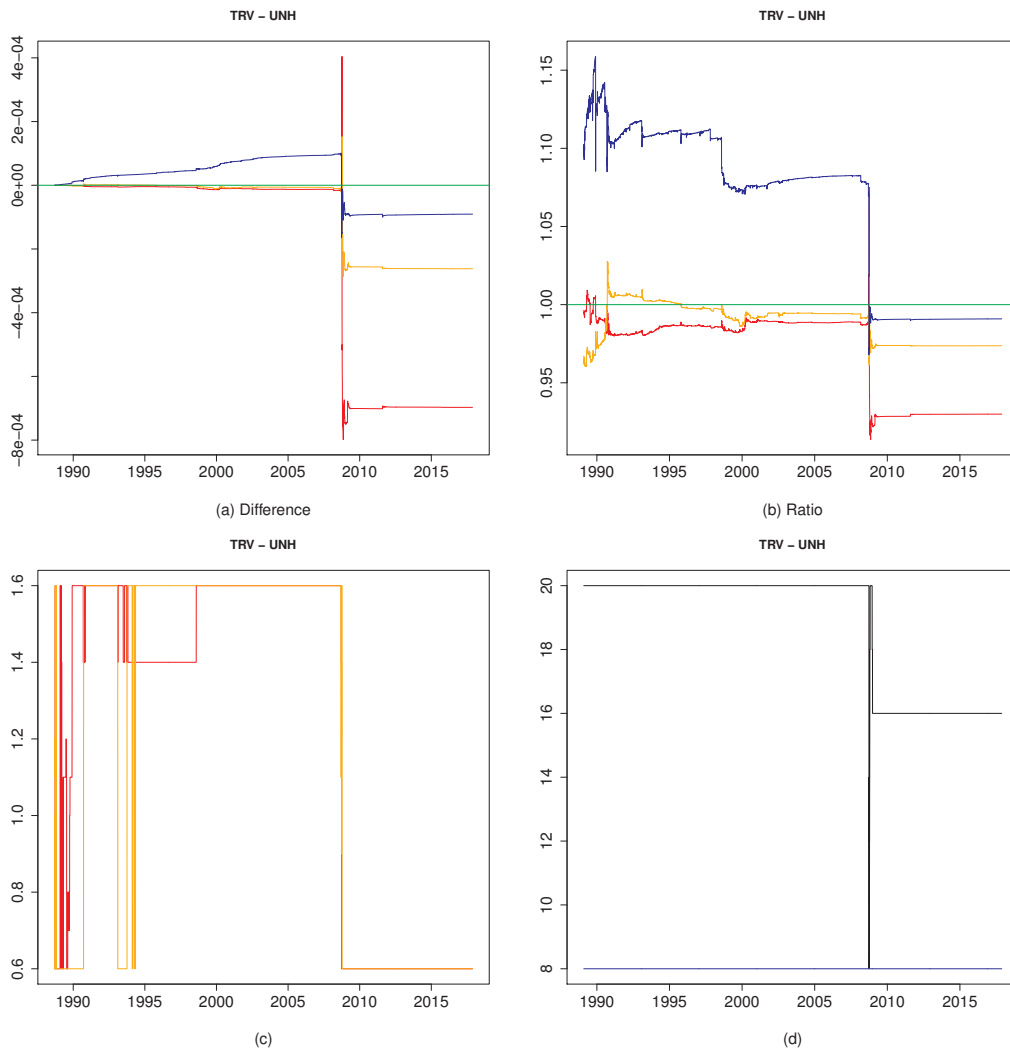 TRV – UNH
4e−04
2e−04
0e+00
−4e−04
−8e−04
1990 1995 2000 2005 2010 2015
(a) Difference
TRV – UNH
1.15
1.10
1.05
1.00
0.95
1990 1995 2000 2005 2010 2015
(b) Ratio
TRV – UNH
1.6
1.4
1.2
1.0
0.8
0.6
1990 1995 2000 2005 2010 2015
(c)
TRV – UNH
20
18
16
14
12
10
8
1990 1995 2000 2005 2010 2015
(d)